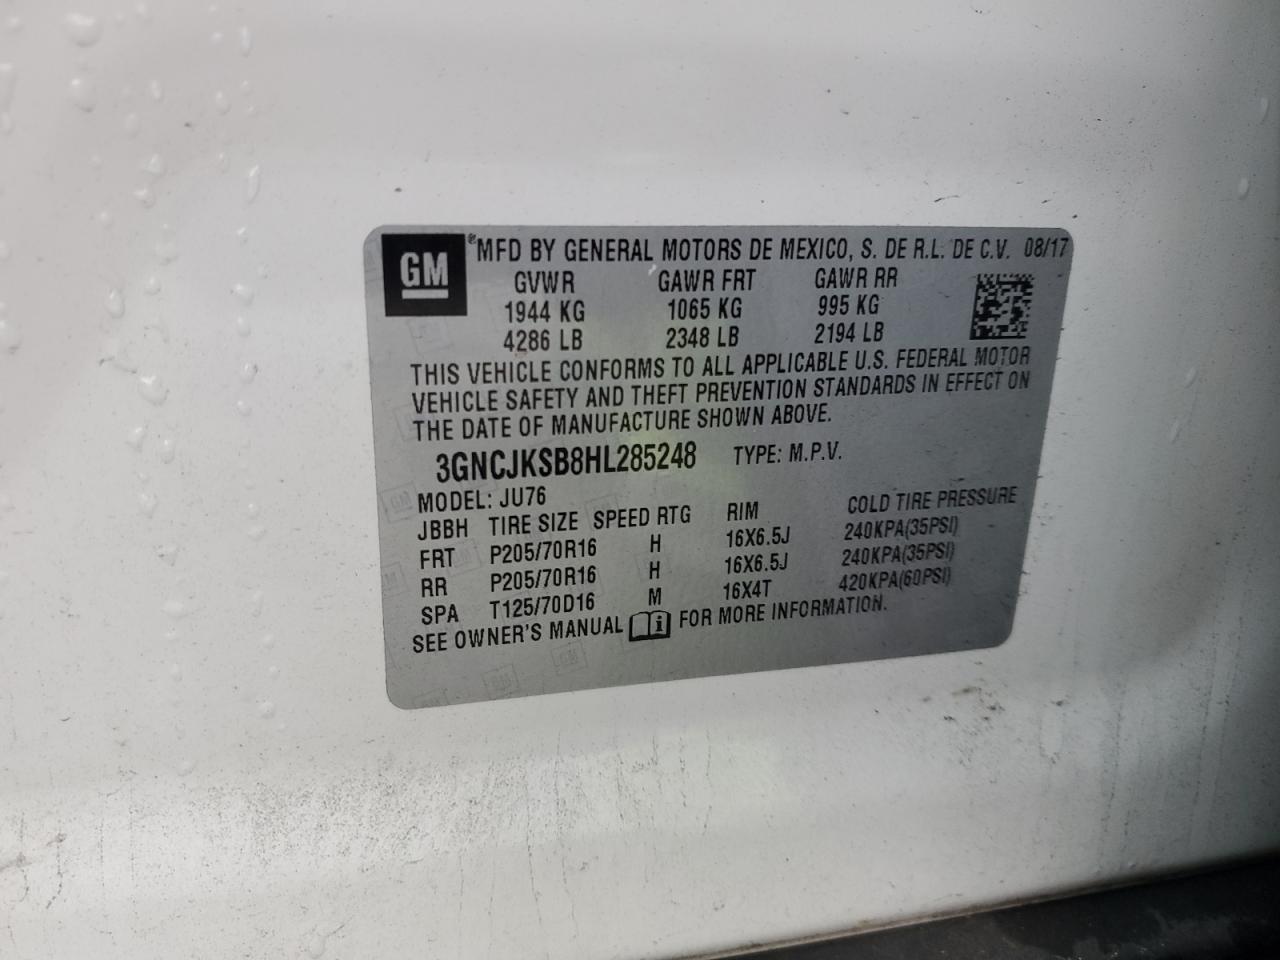 GM ® MFD BY GENERAL MOTORS DE MEXICO, S. DE R.L. DE C.V. 08/17
GVWR GAWR FRT GAWR RR
1944 KG 1065 KG 995 KG
4286 LB 2348 LB 2194 LB
THIS VEHICLE CONFORMS TO ALL APPLICABLE U.S. FEDERAL MOTOR
VEHICLE SAFETY AND THEFT PREVENTION STANDARDS IN EFFECT ON
THE DATE OF MANUFACTURE SHOWN ABOVE.
3GNCJKSB8HL285248 TYPE: M.P.V.
MODEL: JU76
JBBH TIRE SIZE SPEED RTG RIM COLD TIRE PRESSURE
FRT P205/70R16 H 16X6.5J 240KPA(35PSI)
RR P205/70R16 H 16X6.5J 240KPA(35PSI)
SPA T125/70D16 M 16X4T 420KPA(60PSI)
SEE OWNER'S MANUAL FOR MORE INFORMATION.